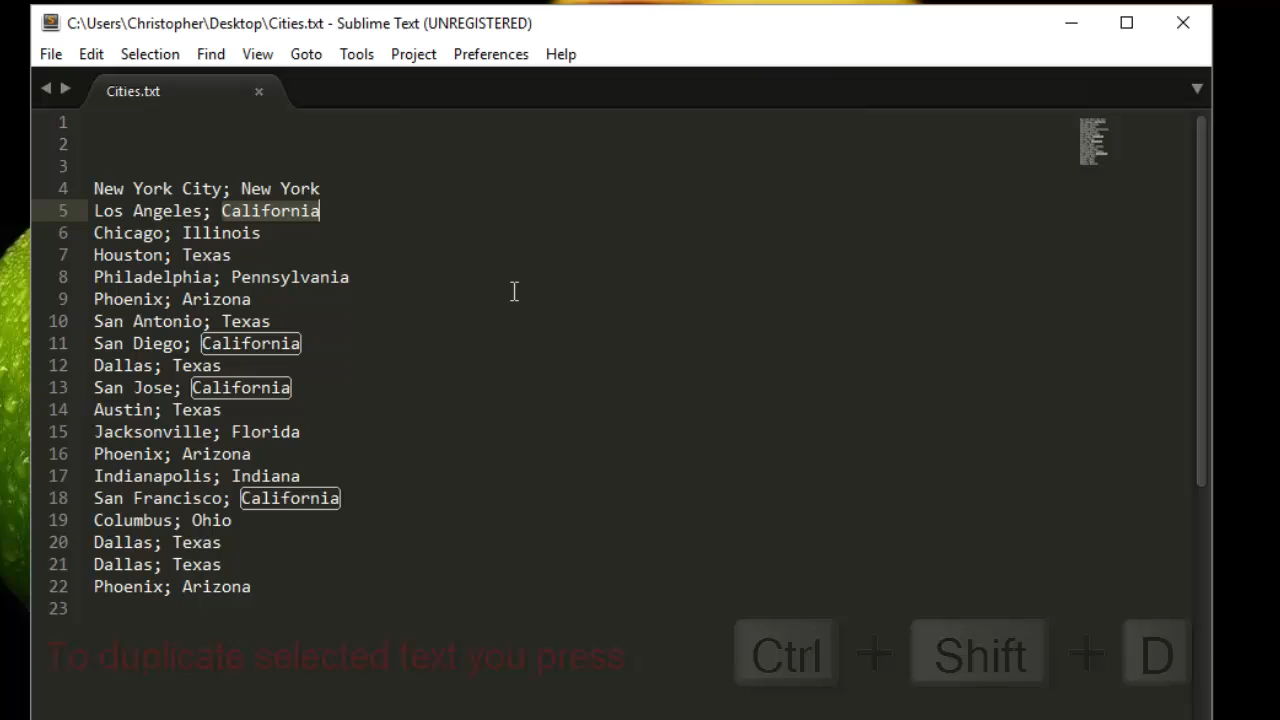 C:\Users\Christopher\Desktop\Cities.txt - Sublime Text (UNREGISTERED)
File Edit Selection Find View Goto Tools Project Preferences Help
Cities.txt
1
2
3
4 New York City; New York
5 Los Angeles; California
6 Chicago; Illinois
7 Houston; Texas
8 Philadelphia; Pennsylvania
9 Phoenix; Arizona
10 San Antonio; Texas
11 San Diego; California
12 Dallas; Texas
13 San Jose; California
14 Austin; Texas
15 Jacksonville; Florida
16 Phoenix; Arizona
17 Indianapolis; Indiana
18 San Francisco; California
19 Columbus; Ohio
20 Dallas; Texas
21 Dallas; Texas
22 Phoenix; Arizona
23
To duplicate selected text you press Ctrl + Shift + D